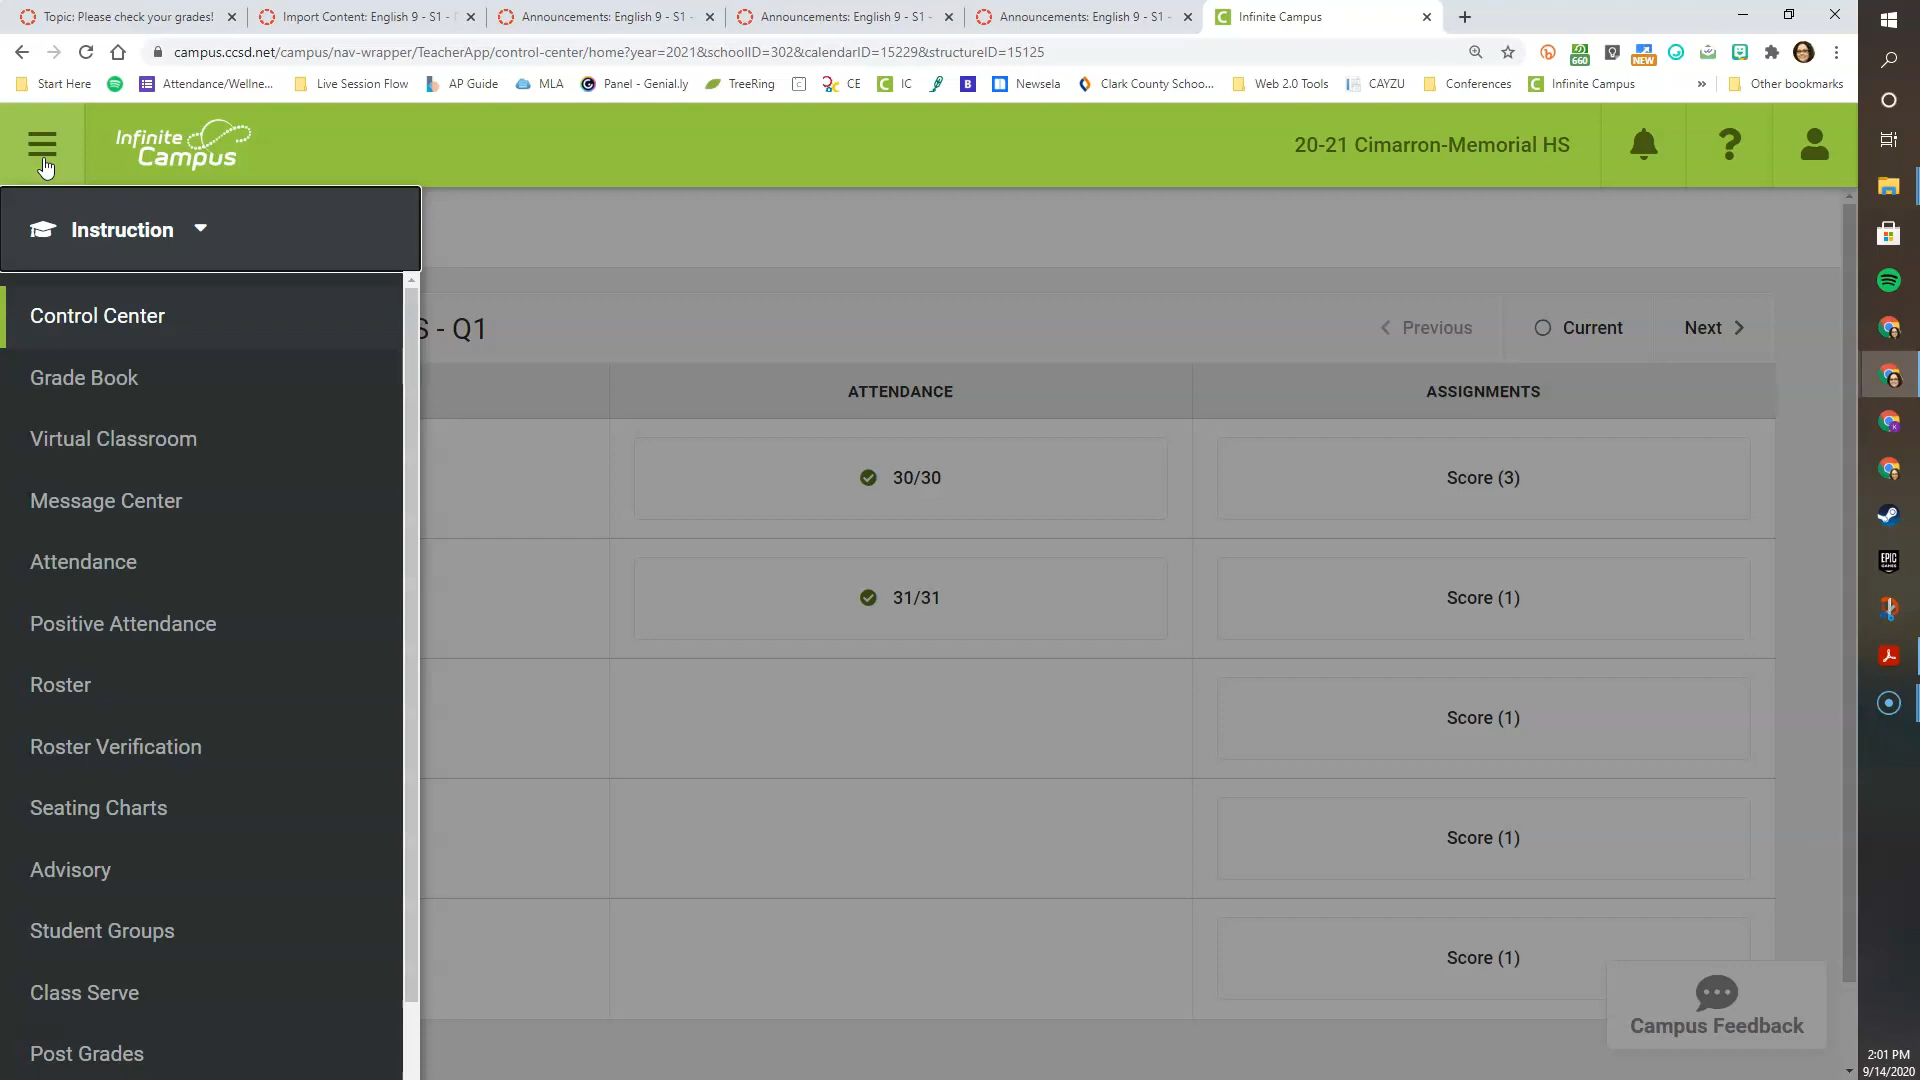 Topic: Please check your grades!
Import Content: English 9 - S1 -
Announcements: English 9 - S1 -
Announcements: English 9 - S1 -
Announcements: English 9 - S1 -
Infinite Campus
campus.ccsd.net/campus/nav-wrapper/TeacherApp/control-center/home?year=2021&schoolID=302&calendarID=15229&structureID=15125
660
NEW
Start Here
Attendance/Wellne...
Live Session Flow
AP Guide
MLA
Panel - Genial.ly
TreeRing
CE
IC
B
Newsela
Clark County Schoo...
Web 2.0 Tools
CAYZU
Conferences
Infinite Campus
»
Other bookmarks
Infinite Campus
20-21 Cimarron-Memorial HS
Instruction
Control Center
Grade Book
Virtual Classroom
Message Center
Attendance
Positive Attendance
Roster
Roster Verification
Seating Charts
Advisory
Student Groups
Class Serve
Post Grades
S - Q1
Previous
Current
Next
ATTENDANCE
ASSIGNMENTS
30/30
Score (3)
31/31
Score (1)
Score (1)
Score (1)
Score (1)
Campus Feedback
EPIC GAMES
2:01 PM
9/14/2020